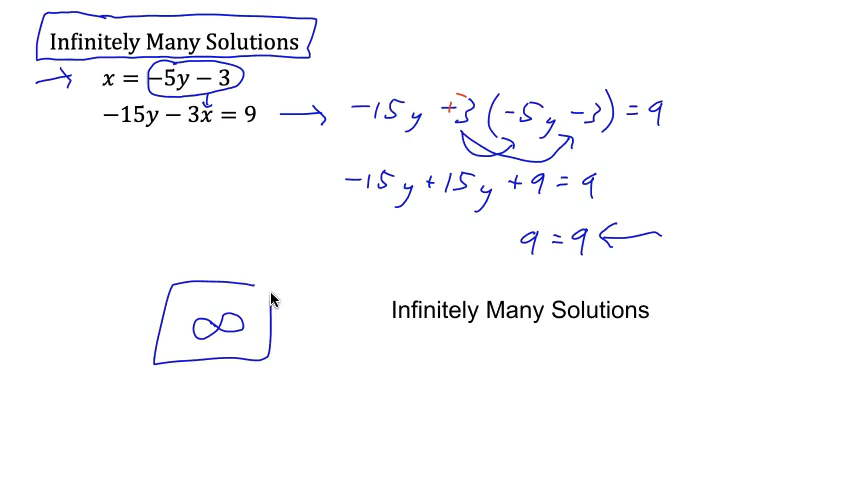 Infinitely Many Solutions
x = −5y − 3
−15y − 3x = 9
-15y +3(-5y-3)=9
-15y+15y+9=9
9=9
∞
Infinitely Many Solutions